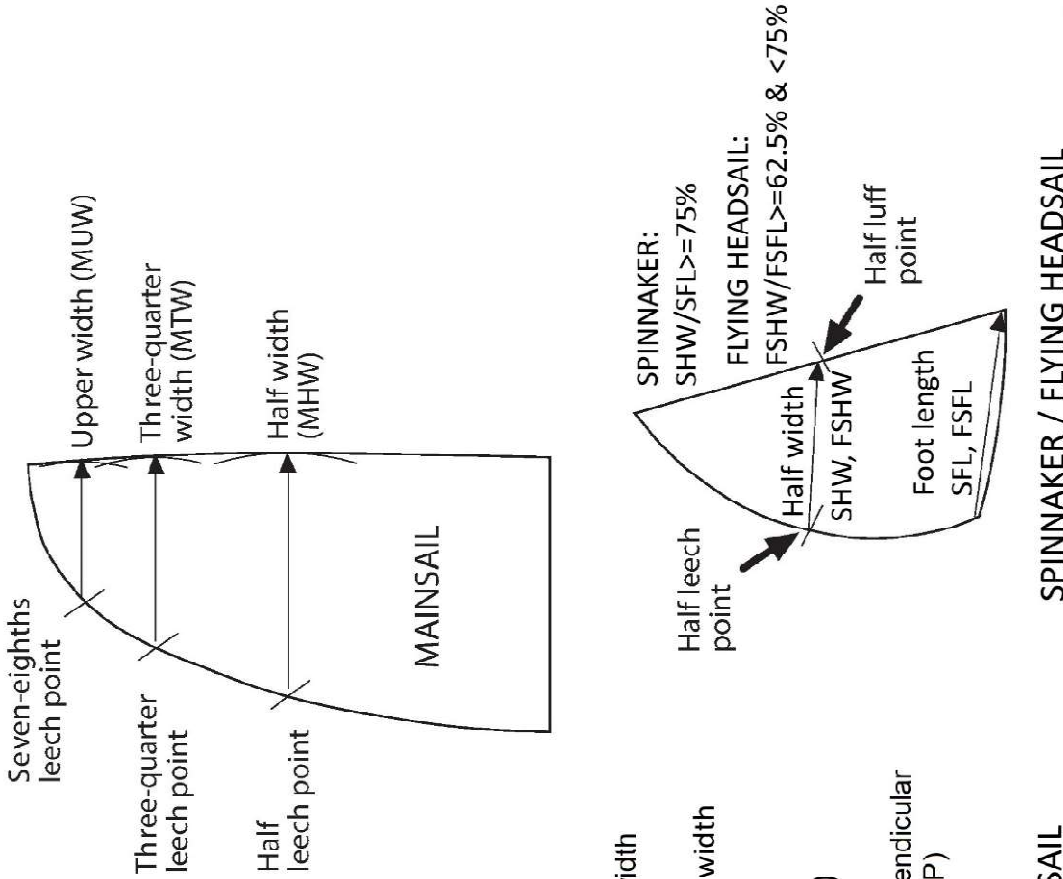 Seven-eighths
leech point
Upper width (MUW)
Three-quarter
leech point
Three-quarter
width (MTW)
Half
leech point
Half width
(MHW)
MAINSAIL
SPINNAKER:
SHW/SFL>=75%
FLYING HEADSAIL:
FSHW/FSFL>=62.5% & <75%
Half leech
point
Half width
SHW, FSHW
Half luff
point
Foot length
SFL, FSFL
SPINNAKER / FLYING HEADSAIL
width